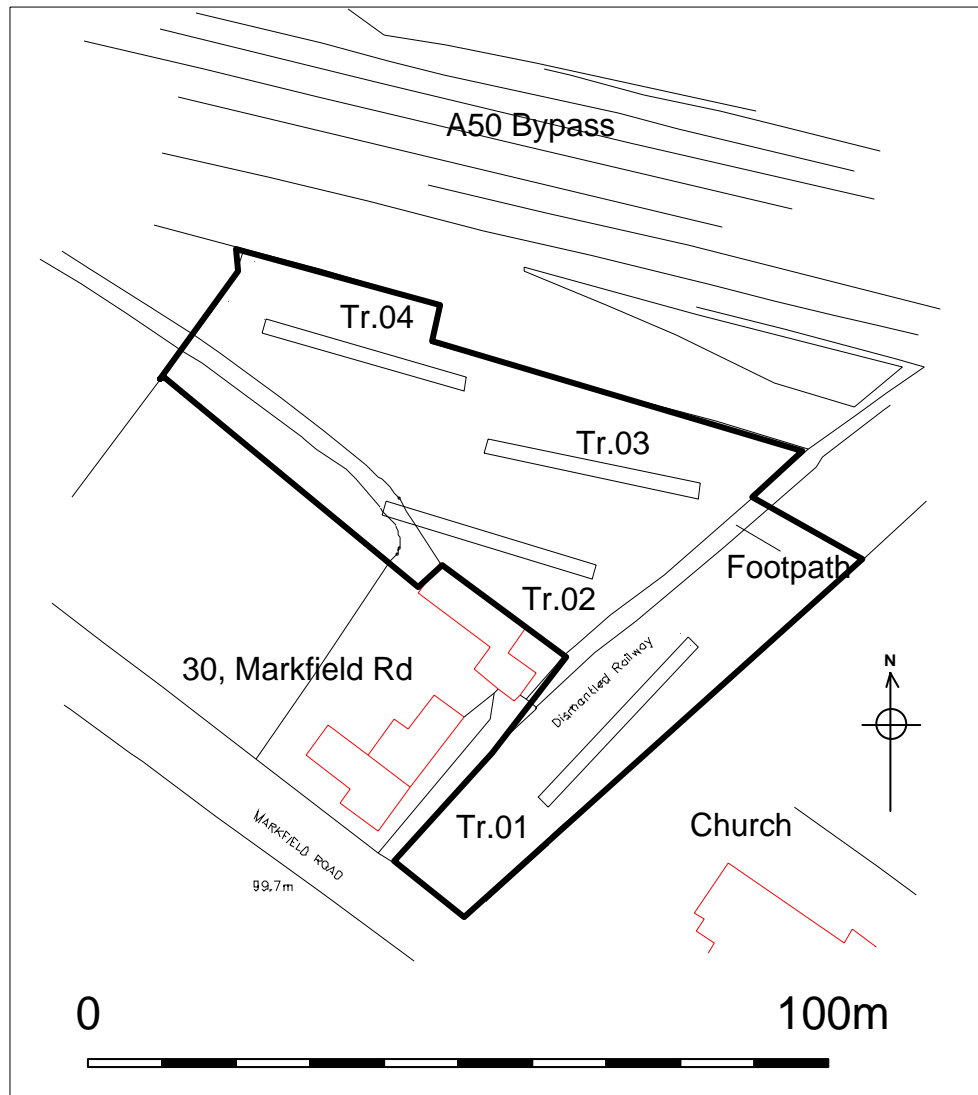 A50 Bypass
Tr.04
Tr.03
Footpath
Tr.02
30, Markfield Rd
Dismantled Railway
N
Tr.01
Church
MARKFIELD ROAD
99.7m
0
100m